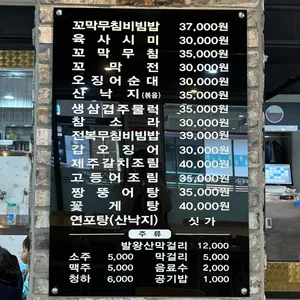 꼬막무침비빔밥 37,000원
육사시미 35,000원
꼬막무침 35,000원
꼬막전 30,000원
오징어순대 30,000원
산낙지(볶음) 35,000원
생삼겹주물럭 35,000원
참소라 30,000원
전복무침비빔밥 39,000원
갑오징어 30,000원
제주갈치조림 40,000원
고등어조림 35,000원
짱뚱어탕 35,000원
꽃게탕 40,000원
연포탕(산낙지) 싯가
주류
발왕산막걸리 12,000
소주 5,000 막걸리 5,000
맥주 5,000 음료수 2,000
청하 6,000 공기밥 1,000